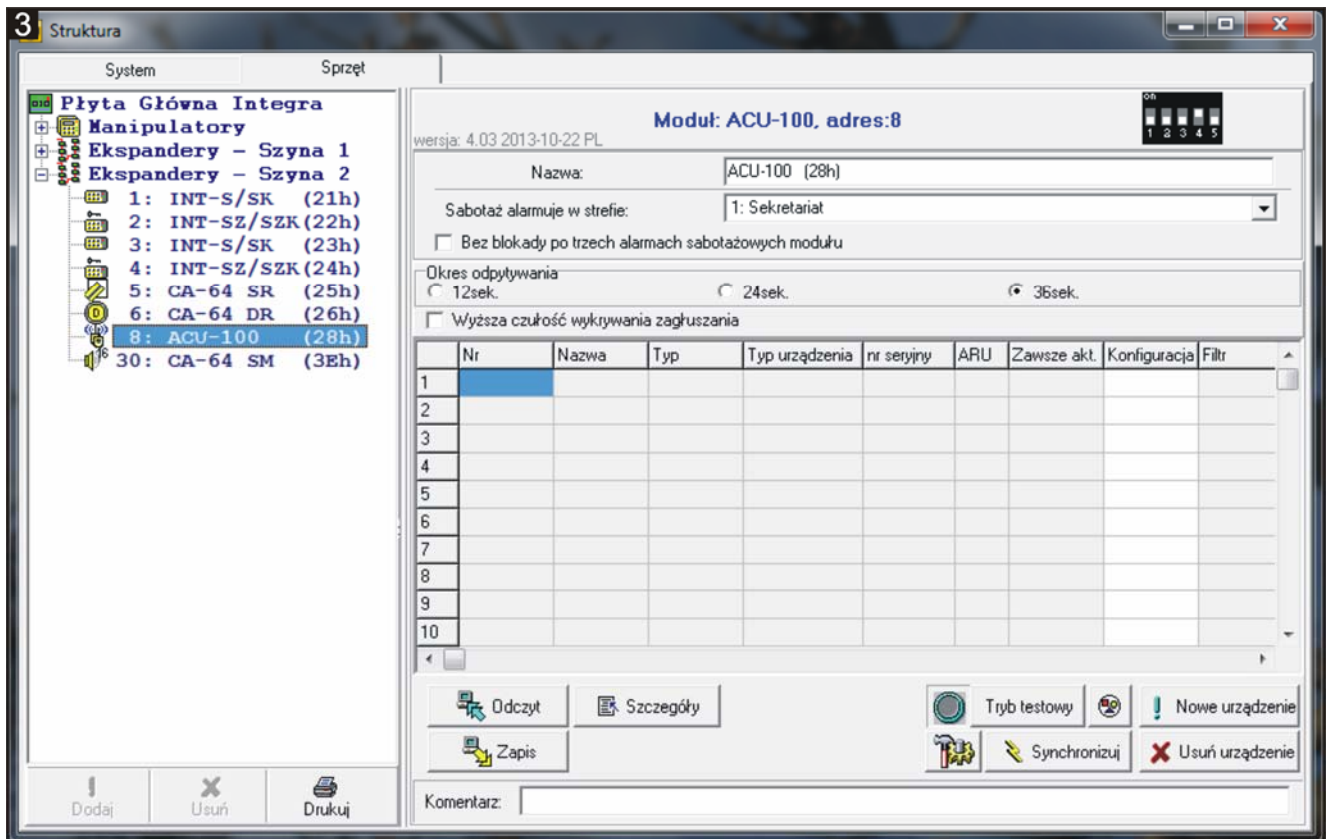 3 Struktura
System Sprzęt
Płyta Główna Integra
Manipulatory
Ekspandery - Szyna 1
Ekspandery - Szyna 2
1: INT-S/SK (21h)
2: INT-SZ/SZK(22h)
3: INT-S/SK (23h)
4: INT-SZ/SZK(24h)
5: CA-64 SR (25h)
6: CA-64 DR (26h)
8: ACU-100 (28h)
30: CA-64 SM (3Eh)
Dodaj Usuń Drukuj
Moduł: ACU-100, adres:8
wersja: 4.03 2013-10-22 PL
on
1 2 3 4 5
Nazwa: ACU-100 (28h)
Sabotaż alarmuje w strefie: 1: Sekretariat
Bez blokady po trzech alarmach sabotażowych modułu
Okres odpytywania
12sek. 24sek. 36sek.
Wyższa czułość wykrywania zagłuszania
Nr Nazwa Typ Typ urządzenia nr seryjny ARU Zawsze akt. Konfiguracja Filtr
1
2
3
4
5
6
7
8
9
10
Odczyt Szczegóły Tryb testowy Nowe urządzenie
Zapis Synchronizuj Usuń urządzenie
Komentarz: